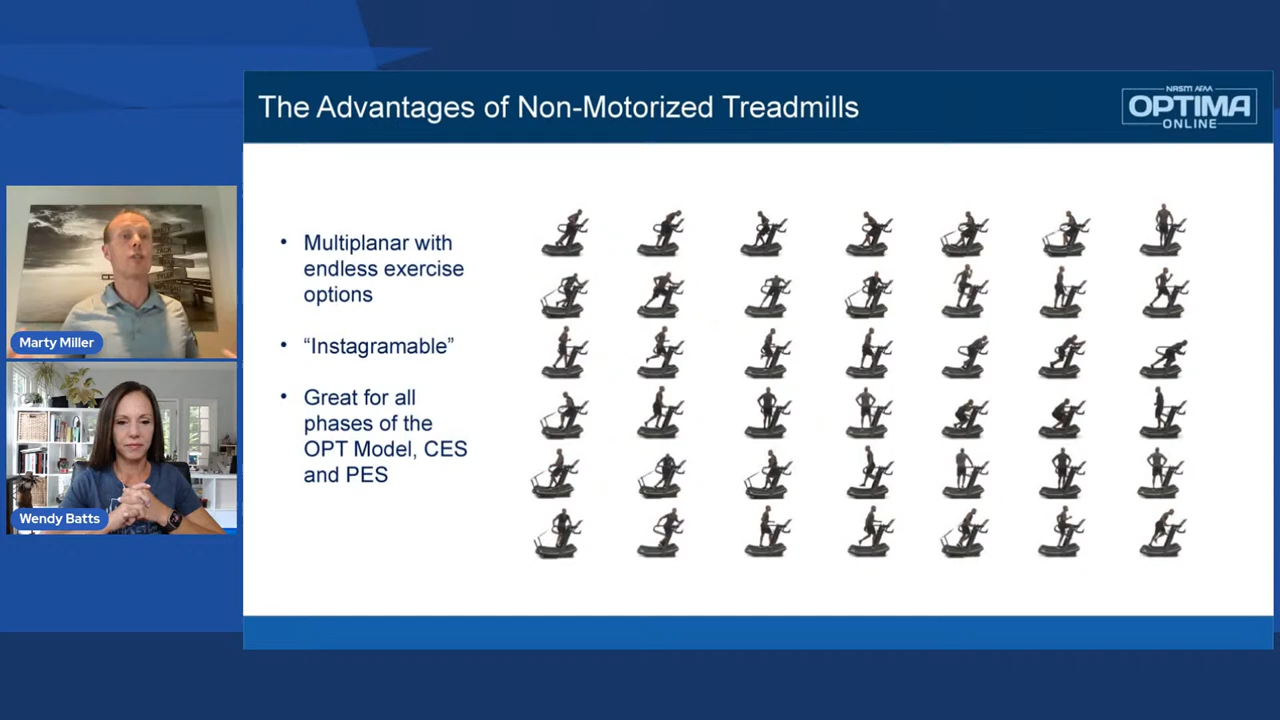 The Advantages of Non-Motorized Treadmills
NASM AFAA
OPTIMA
ONLINE
• Multiplanar with
endless exercise
options
• “Instagramable”
• Great for all
phases of the
OPT Model, CES
and PES
Marty Miller
Wendy Batts